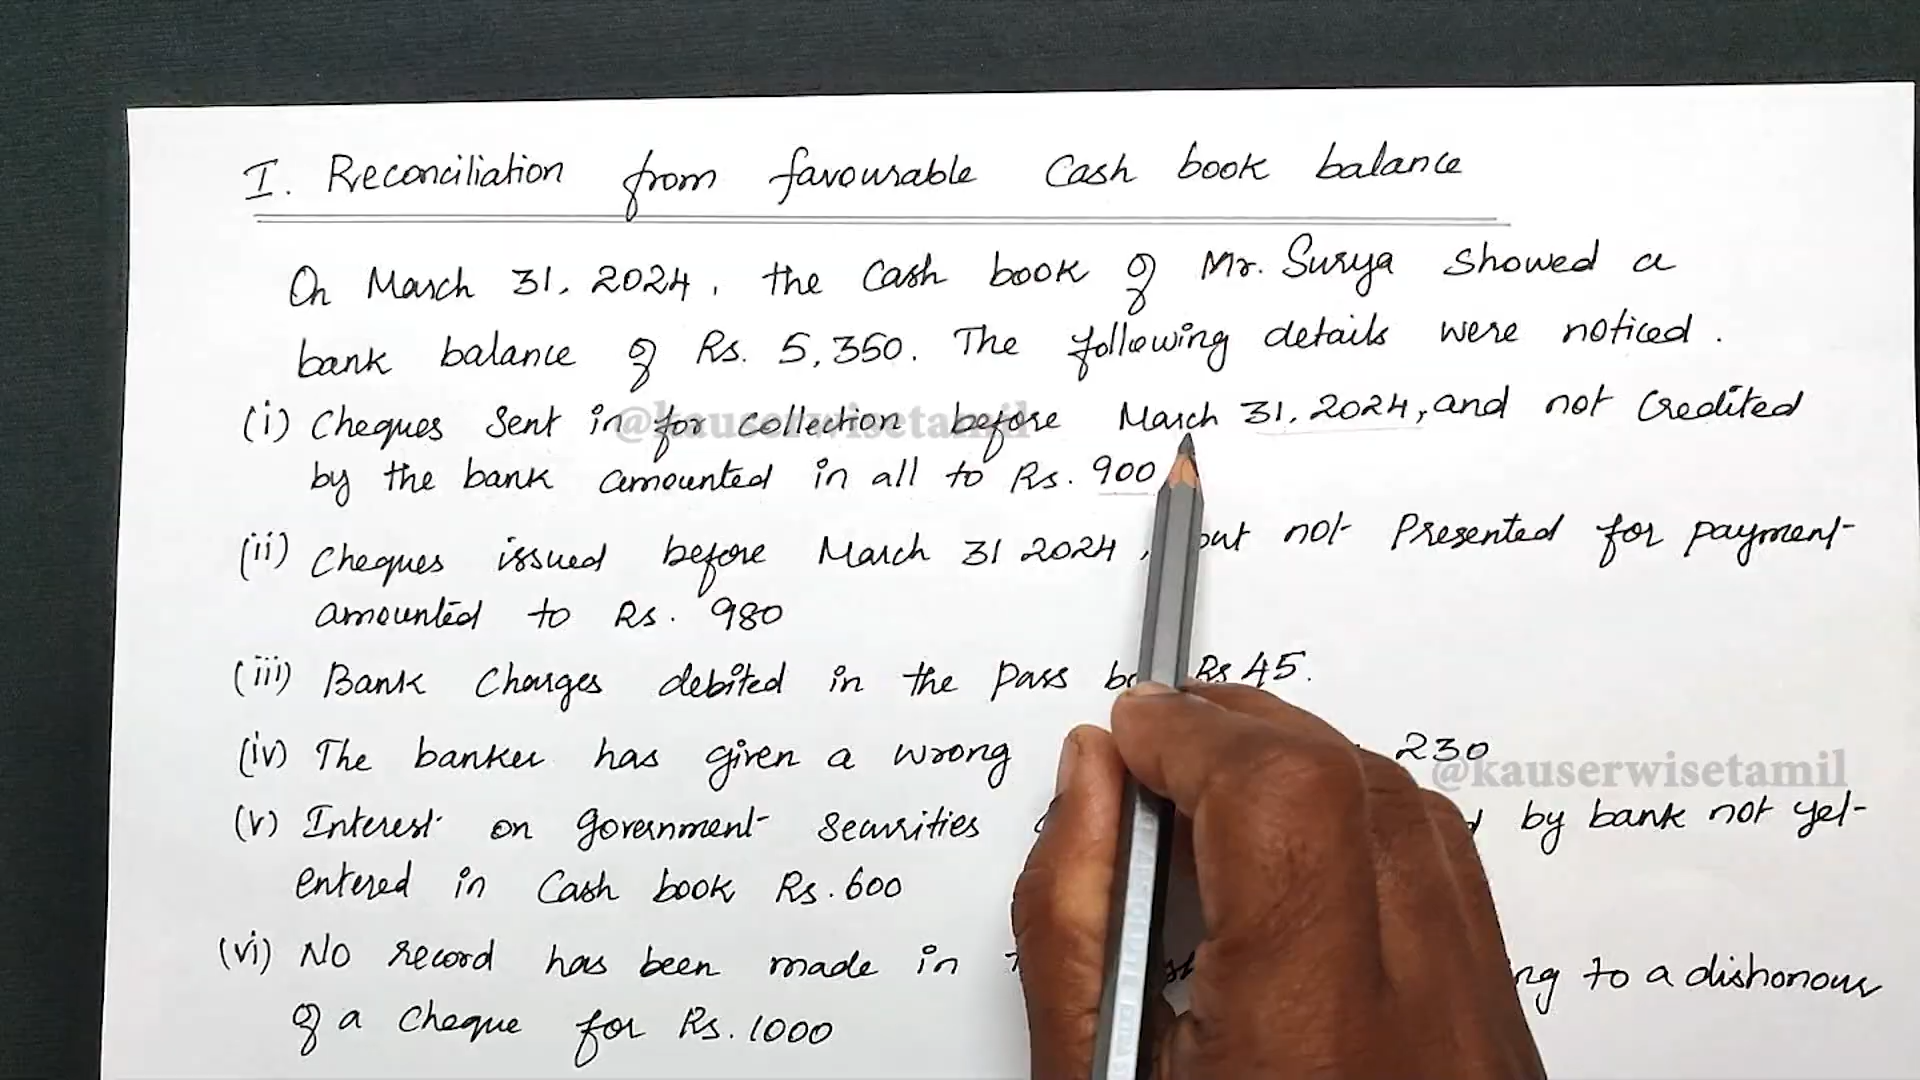 I. Reconciliation from favourable Cash book balance
On March 31, 2024, the Cash book of Mr. Surya showed a
bank balance of Rs. 5,350. The following details were noticed.
(i) Cheques sent in for collection before March 31, 2024, and not credited
by the bank amounted in all to Rs. 900
(ii) Cheques issued before March 31 2024, but not Presented for payment
amounted to Rs. 980
(iii) Bank Charges debited in the Pass Rs 45.
(iv) The banker has given a wrong 230
(v) Interest on government securities by bank not yet
entered in Cash book Rs. 600
(vi) No record has been made in to a dishonour
of a Cheque for Rs. 1000
@kauserwisetamil
@kauserwisetamil